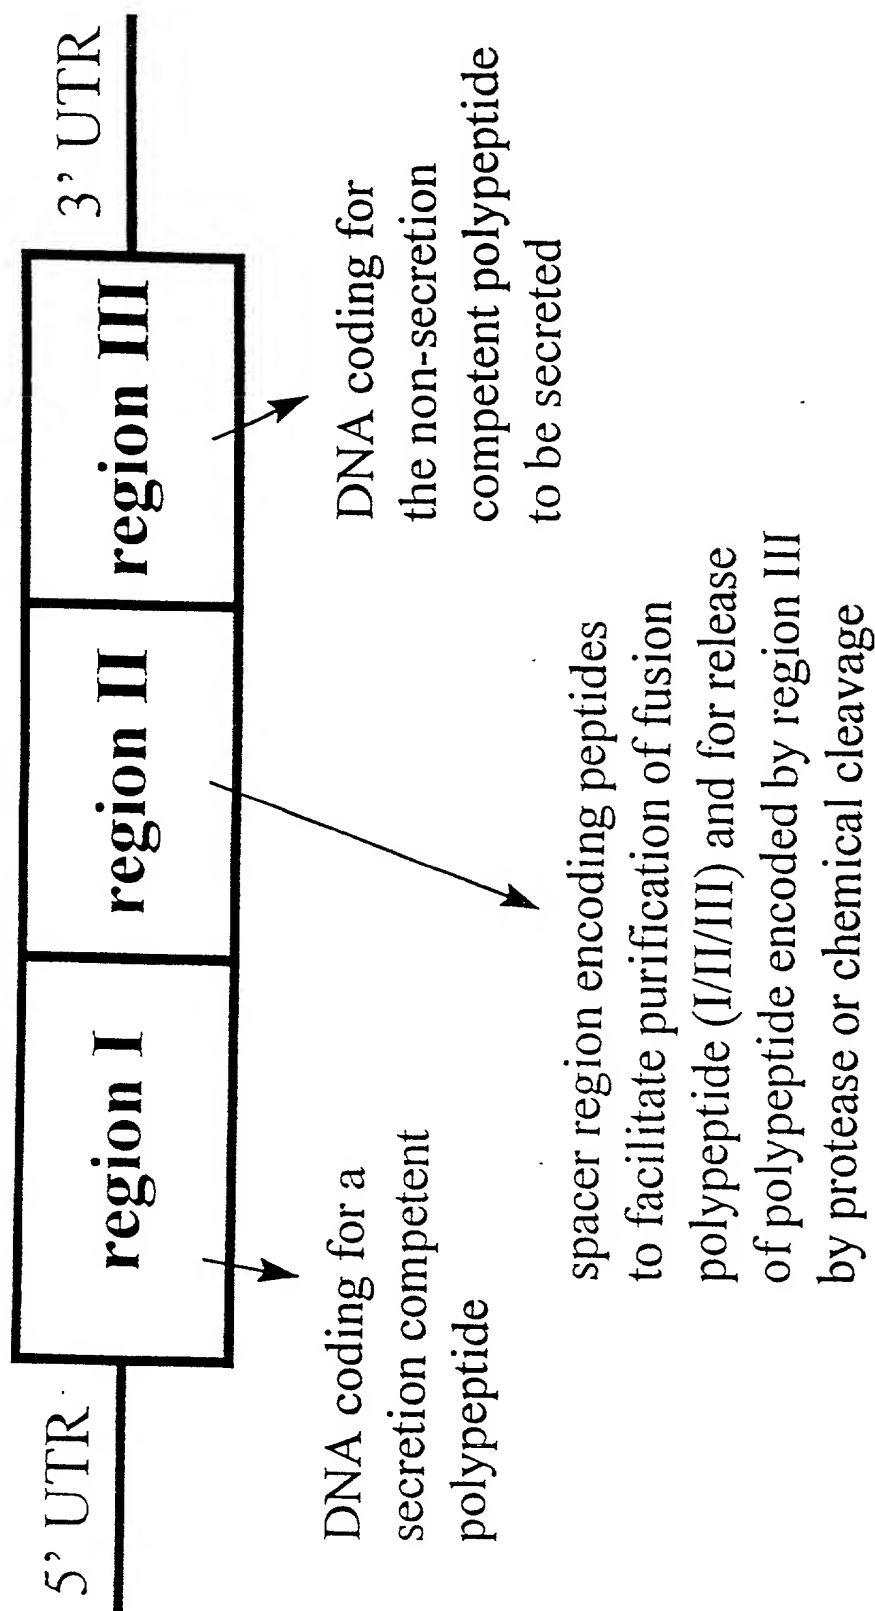 5' UTR
region I
region II
region III
3' UTR
DNA coding for a
secretion competent
polypeptide
spacer region encoding peptides
to facilitate purification of fusion
polypeptide (I/II/III) and for release
of polypeptide encoded by region III
by protease or chemical cleavage
DNA coding for
the non-secretion
competent polypeptide
to be secreted